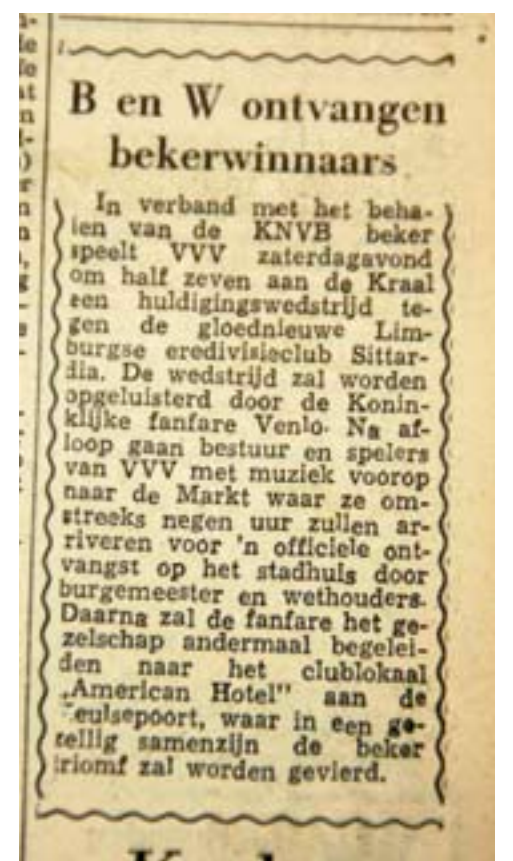 B en W ontvangen
bekerwinnaars
In verband met het beha-
len van de KNVB beker
speelt VVV zaterdagavond
om half zeven aan de Kraal
een huldigingswedstrijd te-
gen de gloednieuwe Lim-
burgse eredivisieclub Sittar-
dia. De wedstrijd zal worden
opgeluisterd door de Konin-
klijke fanfare Venlo. Na af-
loop gaan bestuur en spelers
van VVV met muziek voorop
naar de Markt waar ze om-
streeks negen uur zullen ar-
riveren voor 'n officiele ont-
vangst op het stadhuis door
burgemeester en wethouders.
Daarna zal de fanfare het ge-
zelschap andermaal begelei-
den naar het clublokaal
„American Hotel" aan de
eulsepoort, waar in een ge-
zellig samenzijn de beker
triomf zal worden gevierd.